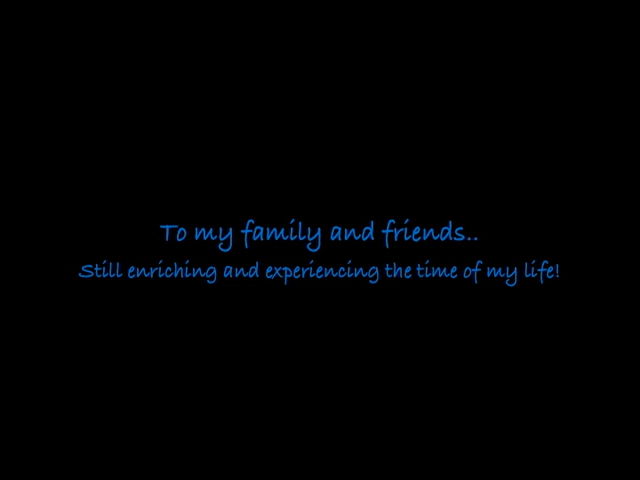 To my family and friends..
Still enriching and experiencing the time of my life!